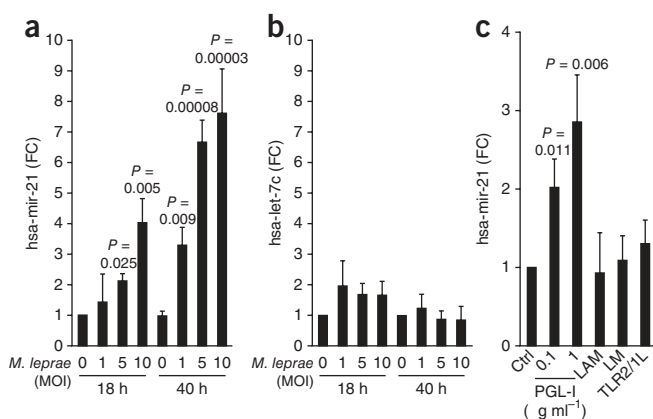 a
hsa-mir-21 (FC)
10
9
8
7
6
5
4
3
2
1
0
P =
0.025
P =
0.005
P =
0.009
P =
0.00008
P =
0.00003
M. leprae
(MOI)
0 1 5 10 0 1 5 10
18 h 40 h
b
hsa-let-7c (FC)
10
9
8
7
6
5
4
3
2
1
0
M. leprae
(MOI)
0 1 5 10 0 1 5 10
18 h 40 h
c
hsa-mir-21 (FC)
4
3
2
1
0
P =
0.011
P = 0.006
Ctrl
0.1
1
LAM
LM
TLR2/1L
PGL-I
( g ml–1)